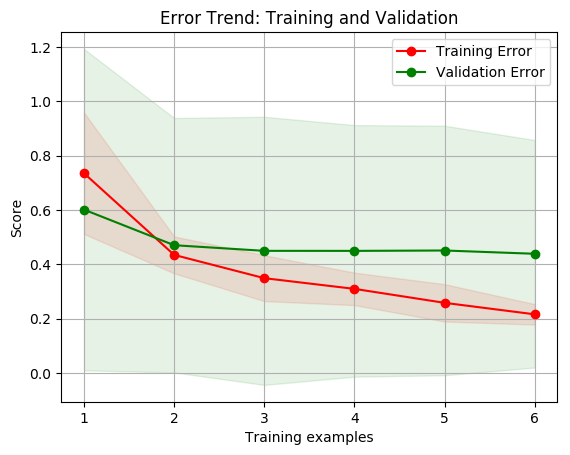 Error Trend: Training and Validation
Training Error
Validation Error
1.2
1.0
0.8
0.6
0.4
0.2
0.0
Score
1 2 3 4 5 6
Training examples